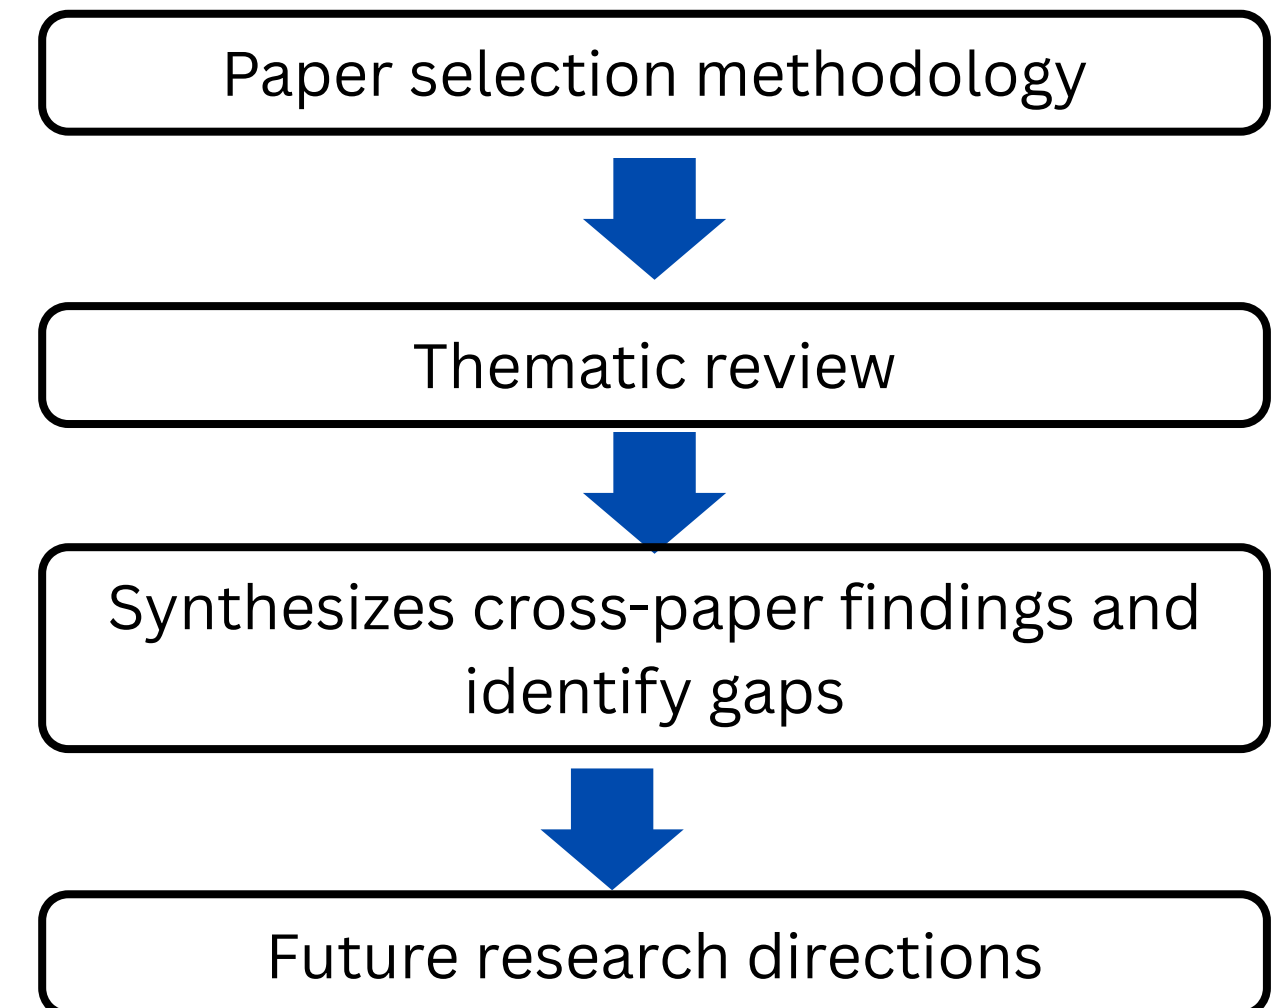 Paper selection methodology
Thematic review
Synthesizes cross-paper findings and
identify gaps
Future research directions